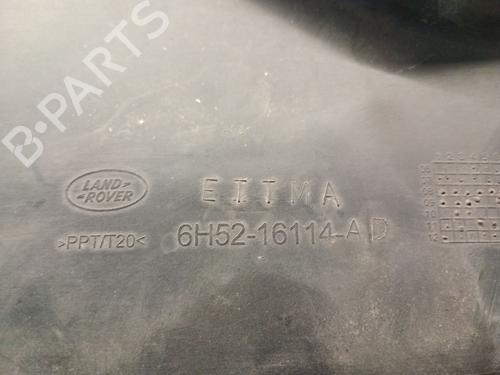 B-PARTS
LAND-
-ROVER
EITMA
>PPT/T20<
6H52-16114-AD